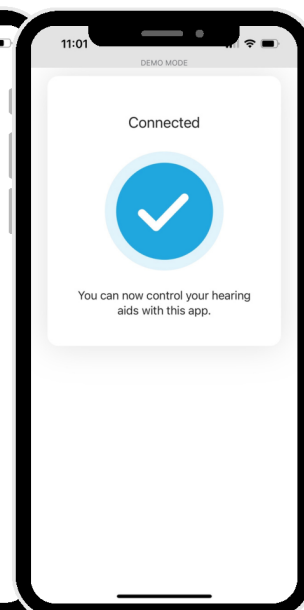 11:01
DEMO MODE
Connected
You can now control your hearing
aids with this app.